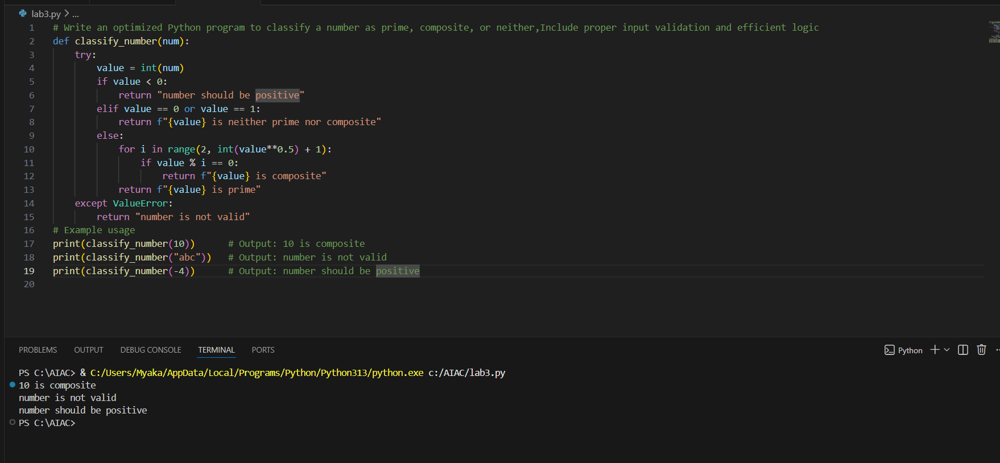 lab3.py > ...
1 # Write an optimized Python program to classify a number as prime, composite, or neither,Include proper input validation and efficient logic
2 def classify_number(num):
3     try:
4         value = int(num)
5         if value < 0:
6             return "number should be positive"
7         elif value == 0 or value == 1:
8             return f"{value} is neither prime nor composite"
9         else:
10             for i in range(2, int(value**0.5) + 1):
11                 if value % i == 0:
12                     return f"{value} is composite"
13             return f"{value} is prime"
14     except ValueError:
15         return "number is not valid"
16 # Example usage
17 print(classify_number(10))      # Output: 10 is composite
18 print(classify_number("abc"))   # Output: number is not valid
19 print(classify_number(-4))      # Output: number should be positive
20
PROBLEMS OUTPUT DEBUG CONSOLE TERMINAL PORTS Python
PS C:\AIAC> & C:/Users/Myaka/AppData/Local/Programs/Python/Python313/python.exe c:/AIAC/lab3.py
10 is composite
number is not valid
number should be positive
PS C:\AIAC>